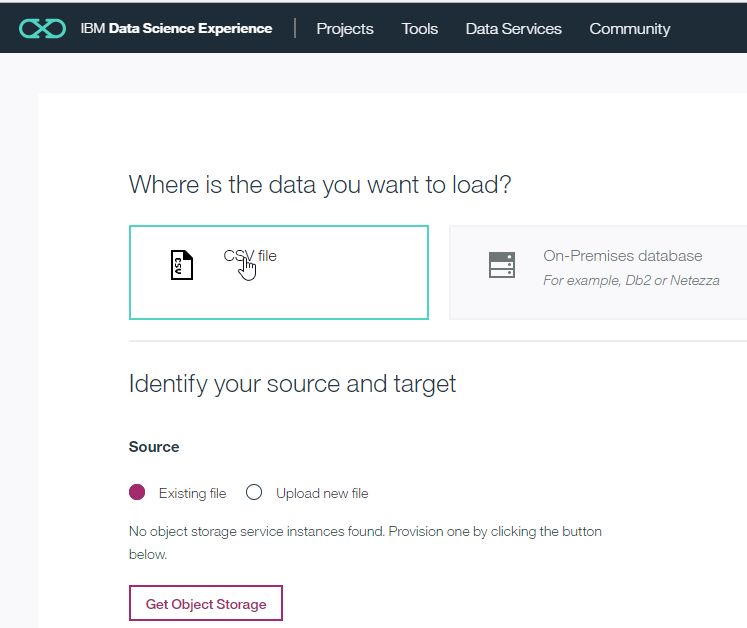 IBM Data Science Experience | Projects Tools Data Services Community
Where is the data you want to load?
CSV
CSV file
On-Premises database
For example, Db2 or Netezza
Identify your source and target
Source
Existing file Upload new file
No object storage service instances found. Provision one by clicking the button
below.
Get Object Storage